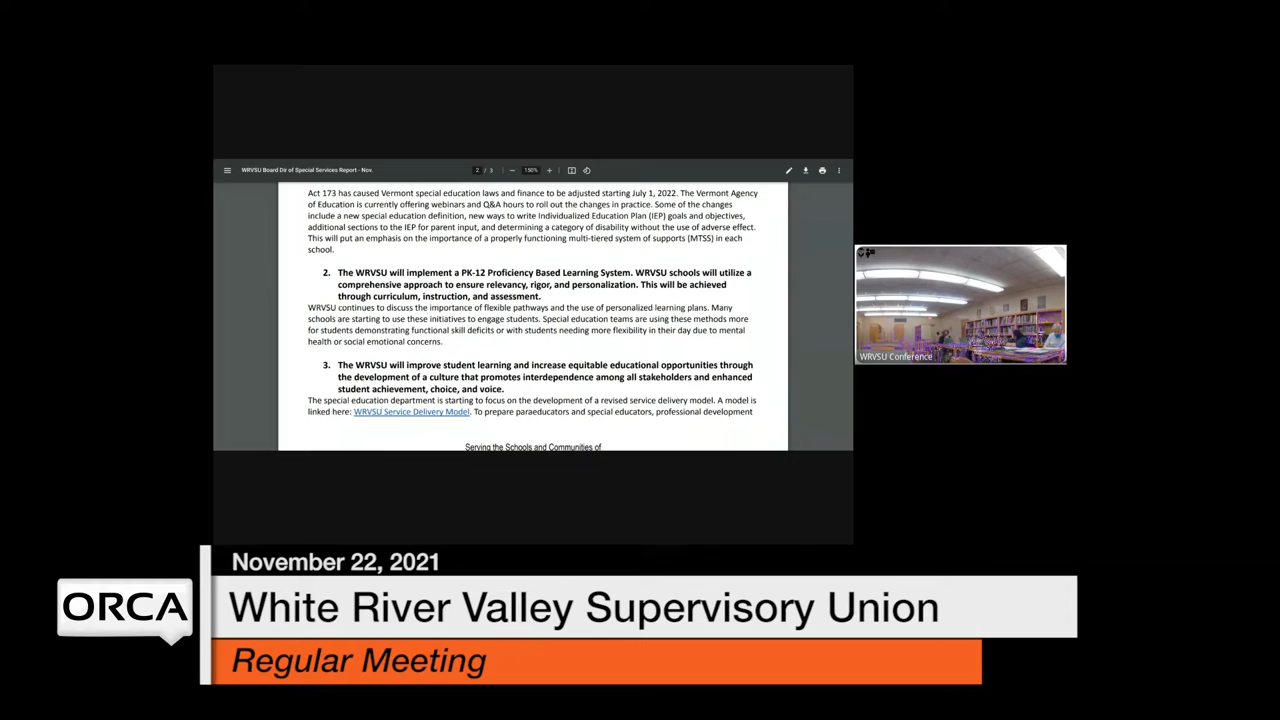 WRVSU Board Dir of Special Services Report - Nov.
2 / 3
150%
Act 173 has caused Vermont special education laws and finance to be adjusted starting July 1, 2022. The Vermont Agency
of Education is currently offering webinars and Q&A hours to roll out the changes in practice. Some of the changes
include a new special education definition, new ways to write Individualized Education Plan (IEP) goals and objectives,
additional sections to the IEP for parent input, and determining a category of disability without the use of adverse effect.
This will put an emphasis on the importance of a properly functioning multi-tiered system of supports (MTSS) in each
school.
2. The WRVSU will implement a PK-12 Proficiency Based Learning System. WRVSU schools will utilize a
comprehensive approach to ensure relevancy, rigor, and personalization. This will be achieved
through curriculum, instruction, and assessment.
WRVSU continues to discuss the importance of flexible pathways and the use of personalized learning plans. Many
schools are starting to use these initiatives to engage students. Special education teams are using these methods more
for students demonstrating functional skill deficits or with students needing more flexibility in their day due to mental
health or social emotional concerns.
3. The WRVSU will improve student learning and increase equitable educational opportunities through
the development of a culture that promotes interdependence among all stakeholders and enhanced
student achievement, choice, and voice.
The special education department is starting to focus on the development of a revised service delivery model. A model is
linked here: WRVSU Service Delivery Model. To prepare paraeducators and special educators, professional development
Serving the Schools and Communities of
WRVSU Conference
November 22, 2021
ORCA
White River Valley Supervisory Union
Regular Meeting